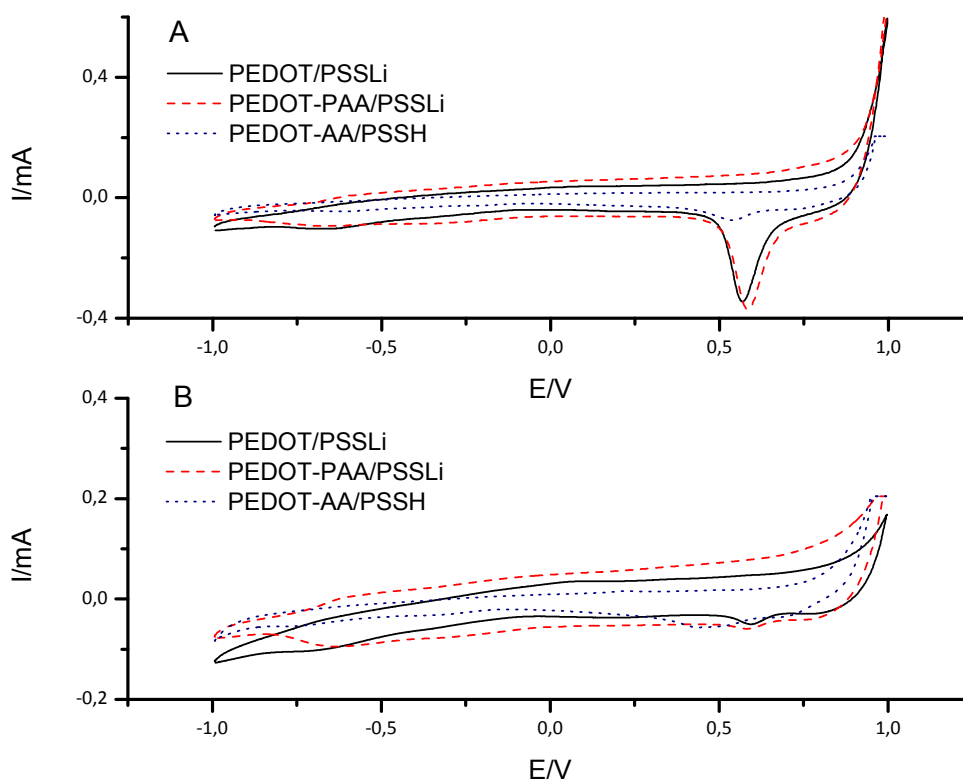 A
PEDOT/PSSLi
PEDOT-PAA/PSSLi
PEDOT-AA/PSSH
0,4
0,0
-0,4
I/mA
-1,0 -0,5 0,0 0,5 1,0
E/V
B
PEDOT/PSSLi
PEDOT-PAA/PSSLi
PEDOT-AA/PSSH
0,4
0,2
0,0
-0,2
I/mA
-1,0 -0,5 0,0 0,5 1,0
E/V